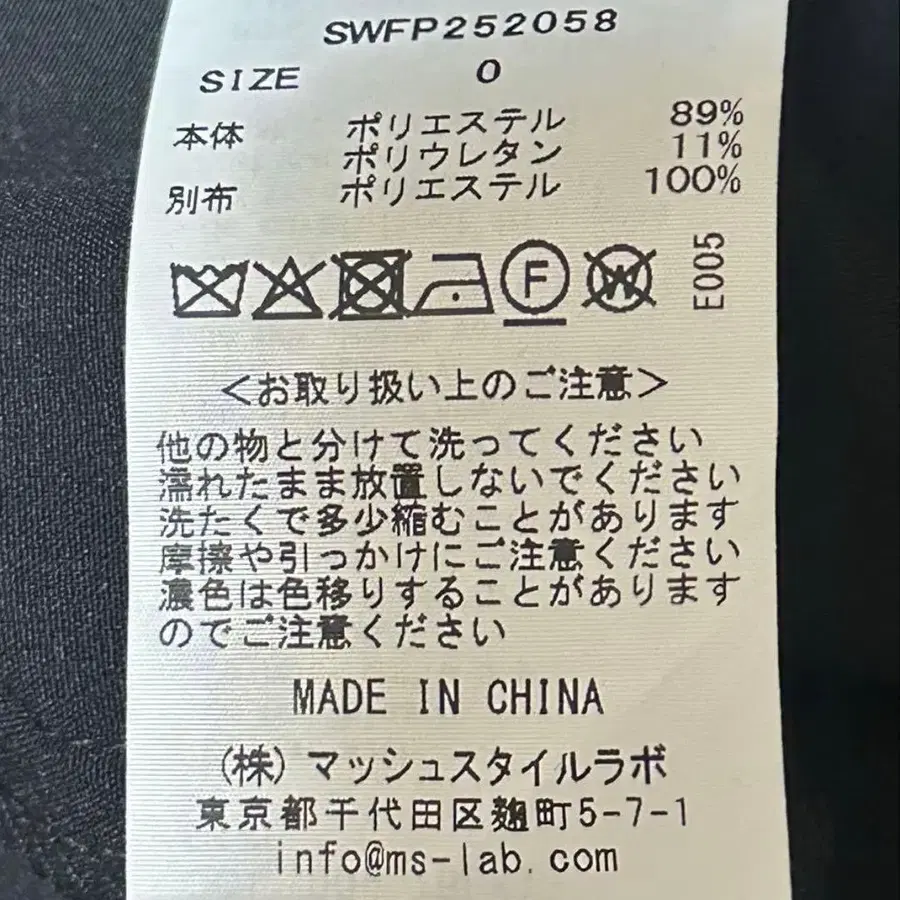 SWFP252058
SIZE 0
本体 ポリエステル 89%
ポリウレタン 11%
別布 ポリエステル 100%
F W E005
<お取り扱い上のご注意>
他の物と分けて洗ってください
濡れたまま放置しないでください
洗たくで多少縮むことがあります
摩擦や引っかけにご注意ください
濃色は色移りすることがあります
のでご注意ください
MADE IN CHINA
(株)マッシュスタイルラボ
東京都千代田区麹町5-7-1
info@ms-lab.com